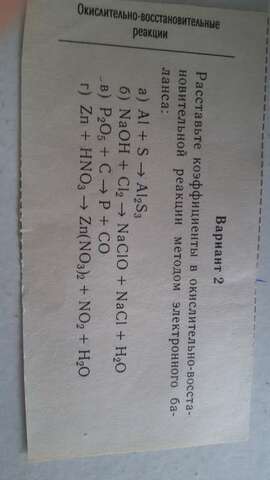 Окислительно-восстановительные
реакции
Вариант 2
Расставьте коэффициенты в окислительно-восста-
новительной реакции методом электронного ба-
ланса:
а) Al + S → Al₂S₃
б) NaOH + Cl₂ → NaClO + NaCl + H₂O
в) P₂O₅ + C → P + CO
г) Zn + HNO₃ → Zn(NO₃)₂ + NO₂ + H₂O